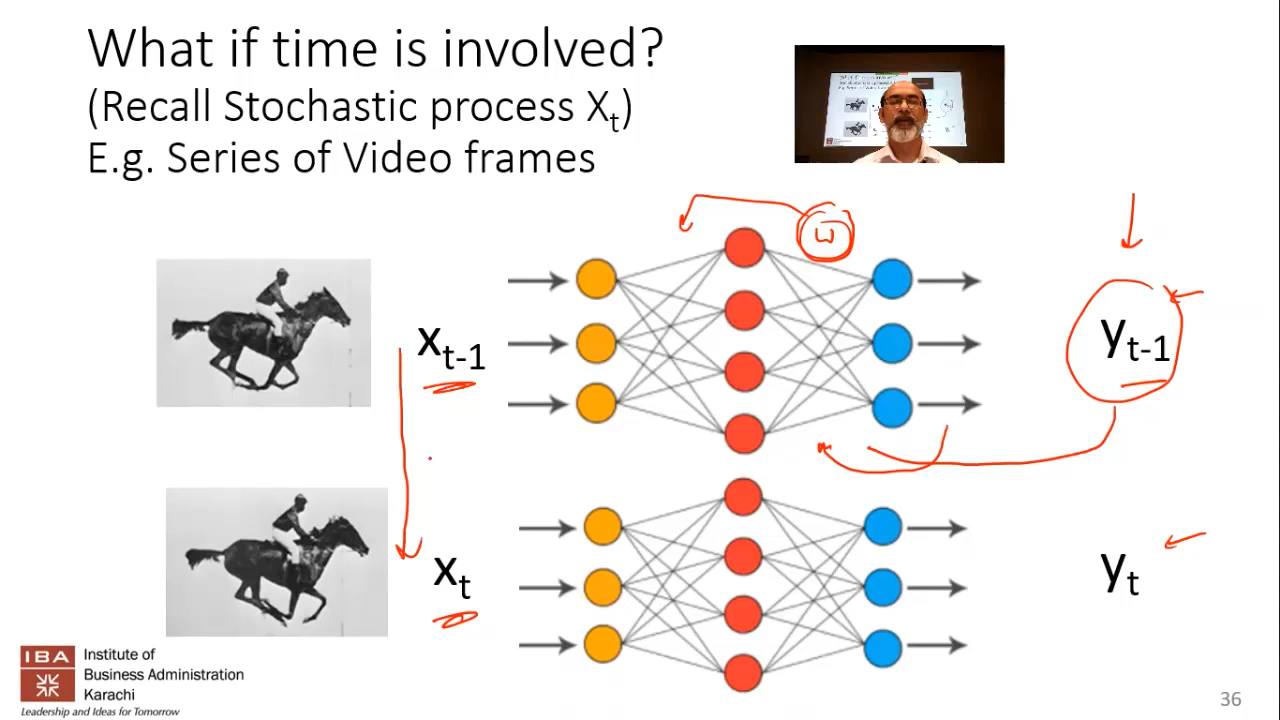 What if time is involved?
(Recall Stochastic process Xt)
E.g. Series of Video frames
w
xt-1
yt-1
xt
yt
IBA
Institute of
Business Administration
Karachi
Leadership and Ideas for Tomorrow
36